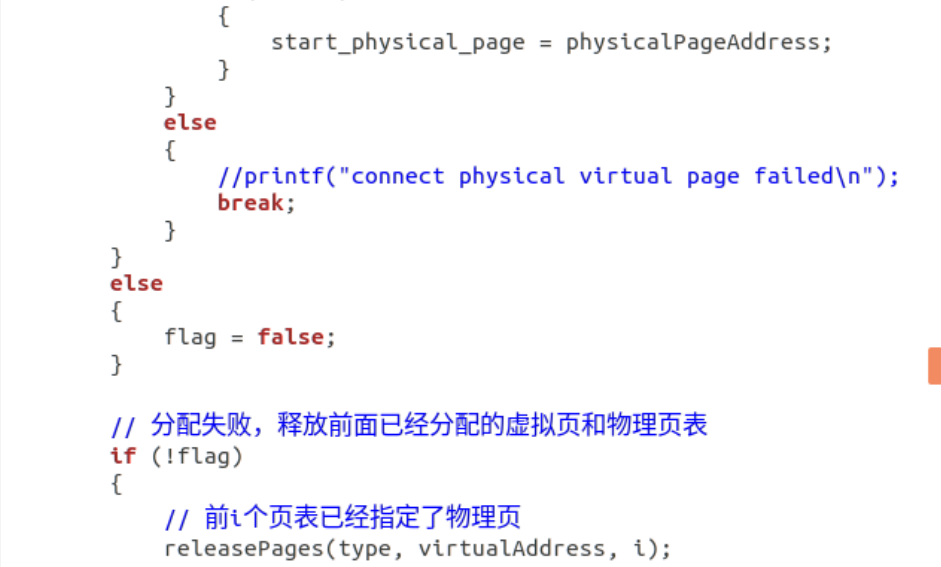 {
start_physical_page = physicalPageAddress;
}
}
else
{
//printf("connect physical virtual page failed\n");
break;
}
}
else
{
flag = false;
}
// 分配失败，释放前面已经分配的虚拟页和物理页表
if (!flag)
{
// 前i个页表已经指定了物理页
releasePages(type, virtualAddress, i);